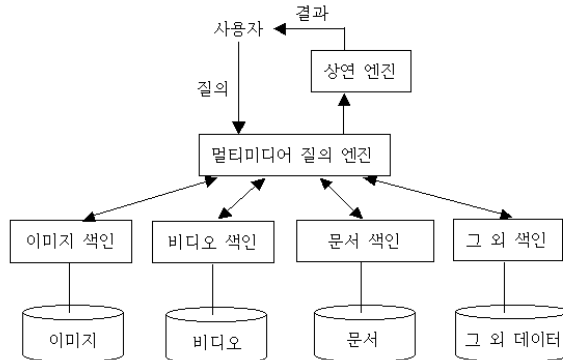 사용자
결과
상연 엔진
질의
멀티미디어 질의 엔진
이미지 색인
비디오 색인
문서 색인
그 외 색인
이미지
비디오
문서
그 외 데이터